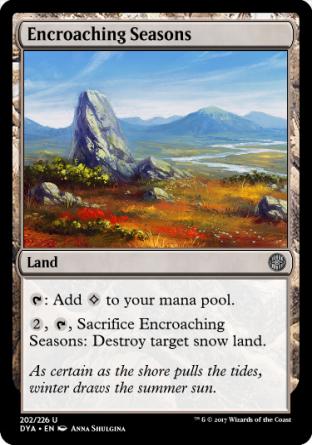 Encroaching Seasons
Land
: Add  to your mana pool.
2, , Sacrifice Encroaching
Seasons: Destroy target snow land.
As certain as the shore pulls the tides,
winter draws the summer sun.
202/226 U
DYA • EN Anna Shulgina
™ & © 2017 Wizards of the Coast